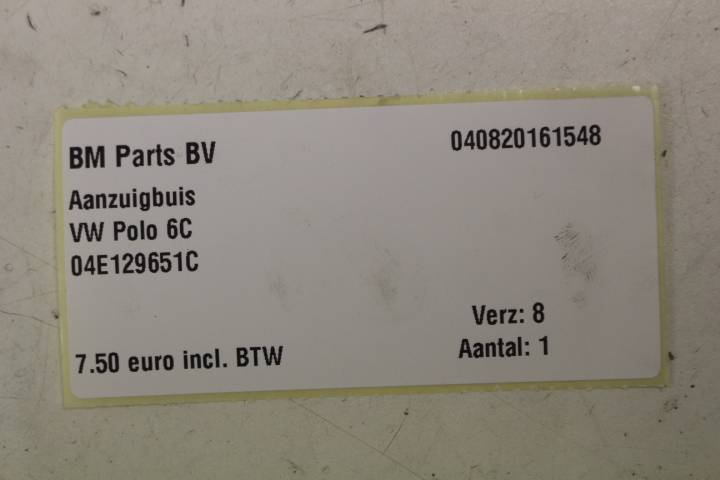 BM Parts BV
040820161548
Aanzuigbuis
VW Polo 6C
04E129651C
Verz: 8
7.50 euro incl. BTW
Aantal: 1